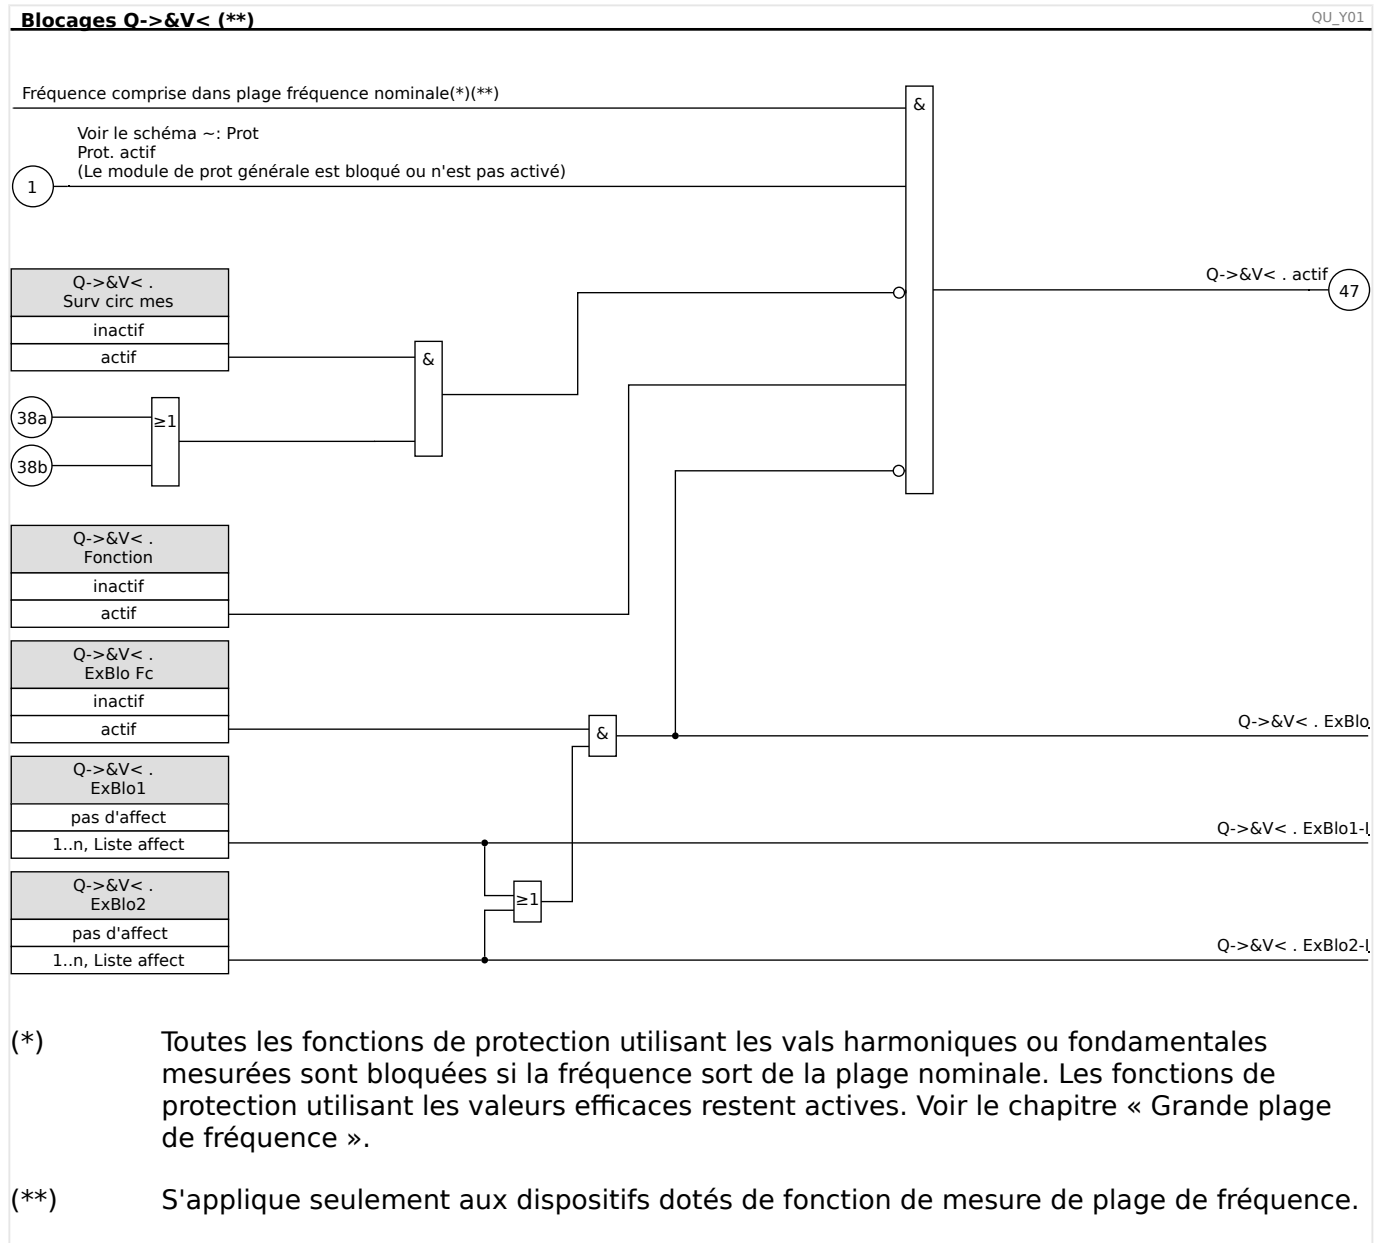 Blocages Q->&V< (**)
QU_Y01
Fréquence comprise dans plage fréquence nominale(*)(**)
&
Voir le schéma ~: Prot
Prot. actif
(Le module de prot générale est bloqué ou n'est pas activé)
1
Q->&V< . actif
47
Q->&V< .
Surv circ mes
inactif
actif
&
38a
≥1
38b
Q->&V< .
Fonction
inactif
actif
Q->&V< .
ExBlo Fc
inactif
actif
&
Q->&V< . ExBlo
Q->&V< .
ExBlo1
pas d'affect
1..n, Liste affect
Q->&V< . ExBlo1-I
Q->&V< .
ExBlo2
pas d'affect
1..n, Liste affect
≥1
Q->&V< . ExBlo2-I
(*) Toutes les fonctions de protection utilisant les vals harmoniques ou fondamentales
mesurées sont bloquées si la fréquence sort de la plage nominale. Les fonctions de
protection utilisant les valeurs efficaces restent actives. Voir le chapitre « Grande plage
de fréquence ».
(**) S'applique seulement aux dispositifs dotés de fonction de mesure de plage de fréquence.